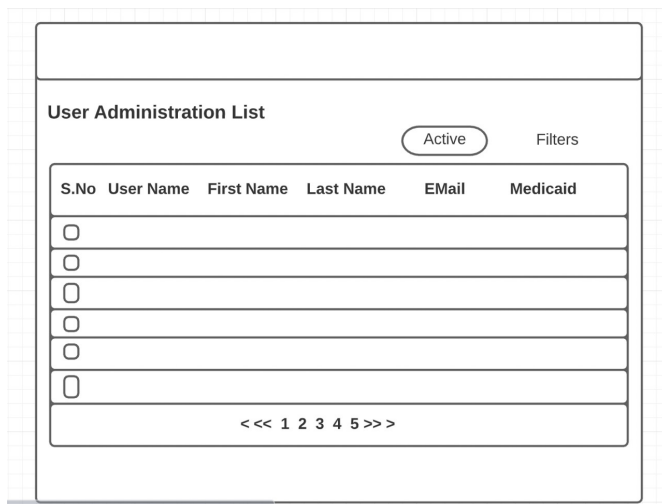 User Administration List
Active Filters
S.No User Name First Name Last Name EMail Medicaid
< << 1 2 3 4 5 >> >